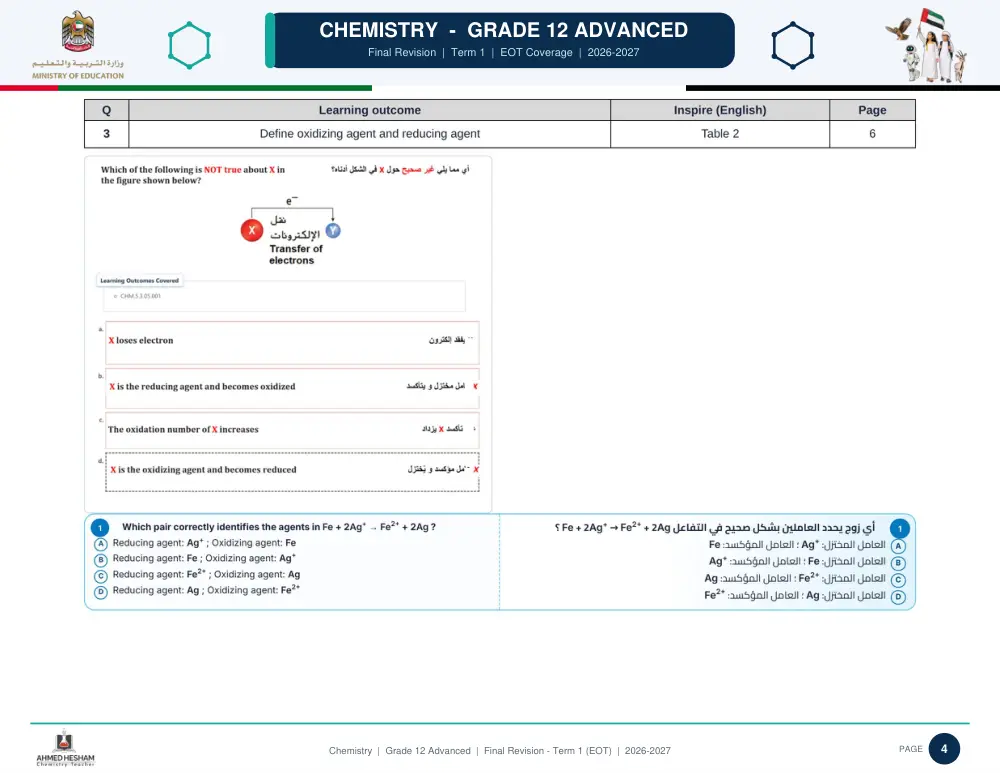 وزارة التربية والتعليم
MINISTRY OF EDUCATION
CHEMISTRY - GRADE 12 ADVANCED
Final Revision | Term 1 | EOT Coverage | 2026-2027
Q Learning outcome Inspire (English) Page
3 Define oxidizing agent and reducing agent Table 2 6
Which of the following is NOT true about X in
the figure shown below?
أي مما يلي غير صحيح حول X في الشكل أدناه؟
e⁻
X
Y
نقل
الإلكترونات
Transfer of
electrons
Learning Outcomes Covered
CHM.5.3.05.001
a.
X loses electron
يفقد إلكترون
b.
X is the reducing agent and becomes oxidized
امل مختزل و يتأكسد X
c.
The oxidation number of X increases
تأكسد X يزداد
d.
X is the oxidizing agent and becomes reduced
مل مؤكسد و يُختزل X
1 Which pair correctly identifies the agents in Fe + 2Ag⁺ → Fe²⁺ + 2Ag ?
A Reducing agent: Ag⁺ ; Oxidizing agent: Fe
B Reducing agent: Fe ; Oxidizing agent: Ag⁺
C Reducing agent: Fe²⁺ ; Oxidizing agent: Ag
D Reducing agent: Ag ; Oxidizing agent: Fe²⁺
1 أي زوج يحدد العاملين بشكل صحيح في التفاعل Fe + 2Ag⁺ → Fe²⁺ + 2Ag ؟
A العامل المختزل: Ag⁺ ؛ العامل المؤكسد: Fe
B العامل المختزل: Fe ؛ العامل المؤكسد: Ag⁺
C العامل المختزل: Fe²⁺ ؛ العامل المؤكسد: Ag
D العامل المختزل: Ag ؛ العامل المؤكسد: Fe²⁺
AHMED HESHAM
Chemistry Teacher
Chemistry | Grade 12 Advanced | Final Revision - Term 1 (EOT) | 2026-2027
PAGE 4